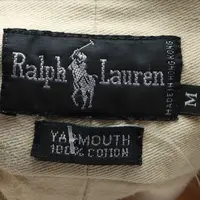 Ralph Lauren
MADE IN HONG KONG
M
YARMOUTH
100% COTTON